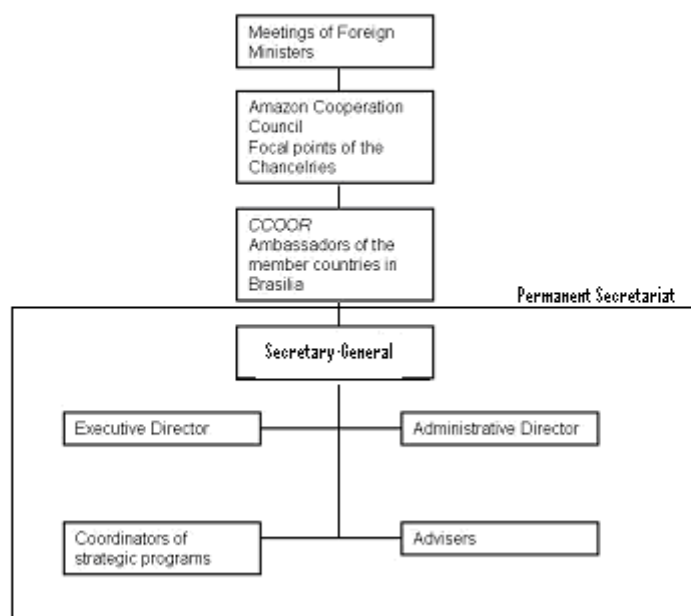 Meetings of Foreign
Ministers
Amazon Cooperation
Council
Focal points of the
Chancelries
CCOOR
Ambassadors of the
member countries in
Brasilia
Permanent Secretariat
Secretary-General
Executive Director
Administrative Director
Coordinators of
strategic programs
Advisers